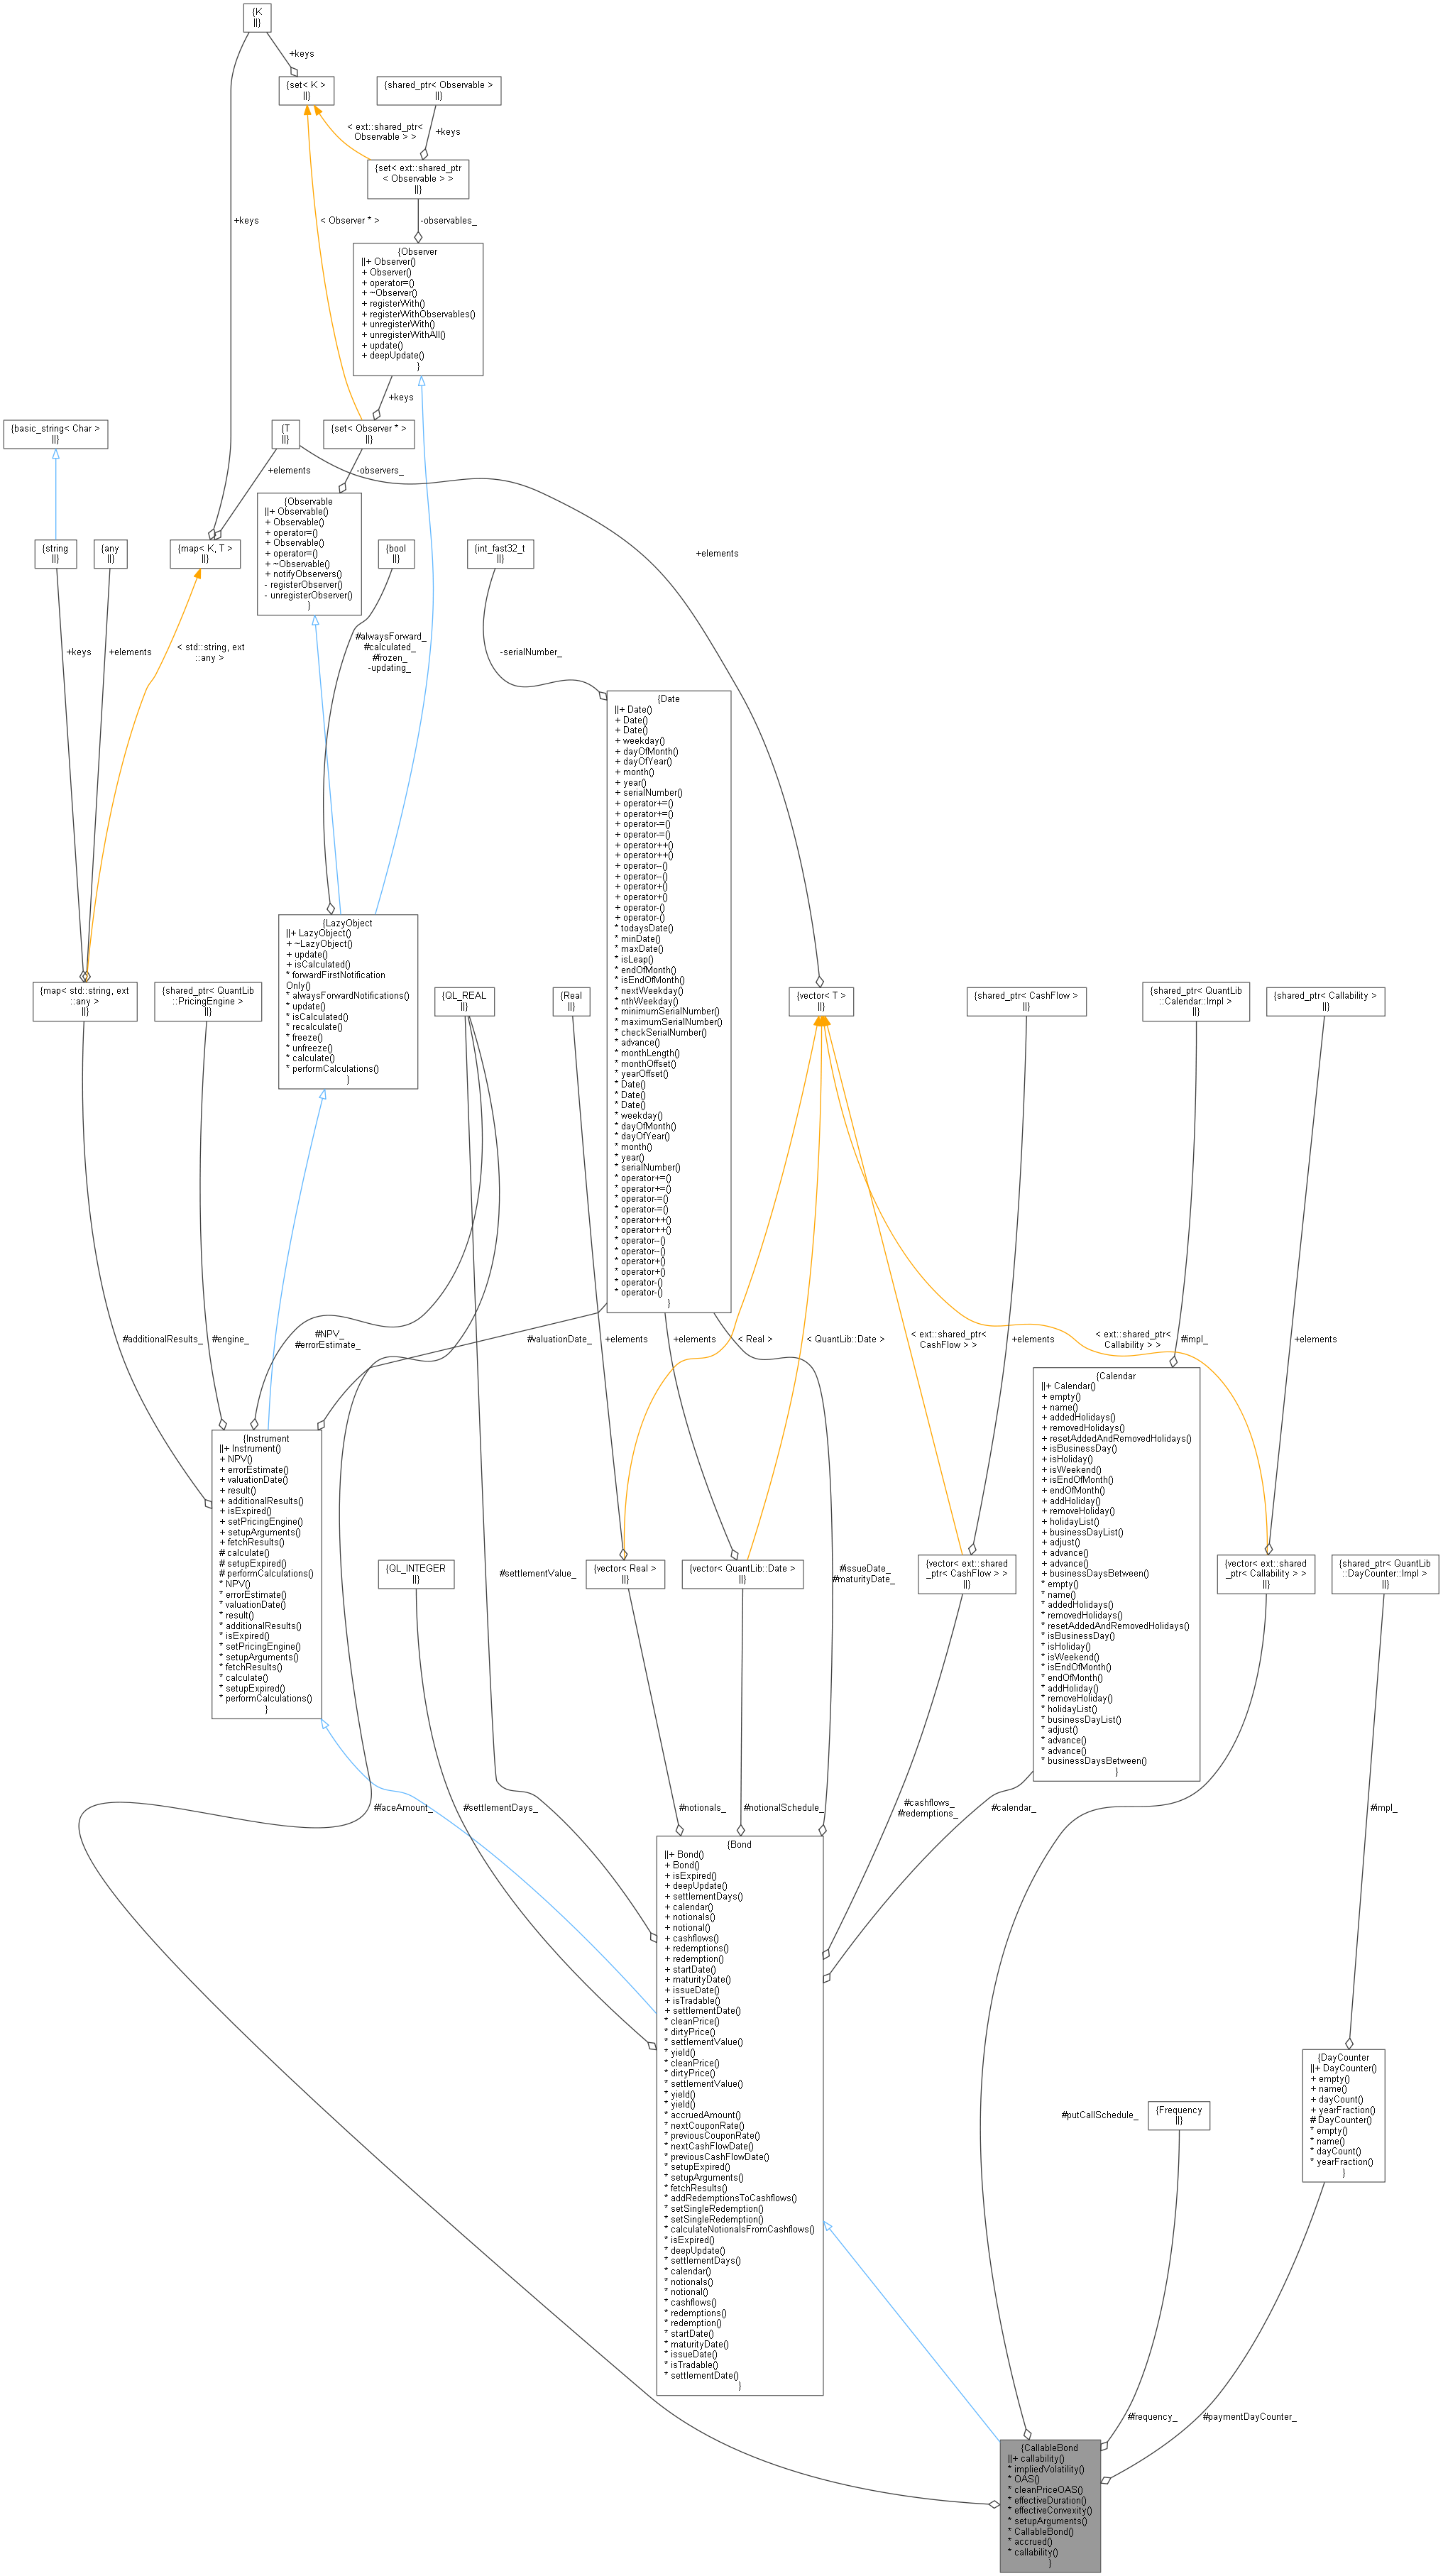 {K
||}
+keys
{set< K >
||}
{shared_ptr< Observable >
||}
< ext::shared_ptr<
Observable > >
+keys
{set< ext::shared_ptr
< Observable > >
||}
+keys
< Observer * >
-observables_
{Observer
||+ Observer()
+ Observer()
+ operator=()
+ ~Observer()
+ registerWith()
+ registerWithObservables()
+ unregisterWith()
+ unregisterWithAll()
+ update()
+ deepUpdate()
}
+keys
{basic_string< Char >
||}
{T
||}
{set< Observer * >
||}
+elements
-observers_
{Observable
||+ Observable()
+ Observable()
+ operator=()
+ Observable()
+ operator=()
+ ~Observable()
+ notifyObservers()
- registerObserver()
- unregisterObserver()
}
{string
||}
{any
||}
{map< K, T >
||}
{bool
||}
{int_fast32_t
||}
+elements
+keys
+elements
< std::string, ext
::any >
#alwaysForward_
#calculated_
#frozen_
-updating_
-serialNumber_
{Date
||+ Date()
+ Date()
+ Date()
+ weekday()
+ dayOfMonth()
+ dayOfYear()
+ month()
+ year()
+ serialNumber()
+ operator+=()
+ operator+=()
+ operator-=()
+ operator-=()
+ operator++()
+ operator++()
+ operator--()
+ operator--()
+ operator+()
+ operator+()
+ operator-()
+ operator-()
* todaysDate()
* minDate()
* maxDate()
* isLeap()
* endOfMonth()
* isEndOfMonth()
* nextWeekday()
* nthWeekday()
* minimumSerialNumber()
* maximumSerialNumber()
* checkSerialNumber()
* advance()
* monthLength()
* monthOffset()
* yearOffset()
* Date()
* Date()
* Date()
* weekday()
* dayOfMonth()
* dayOfYear()
* month()
* year()
* serialNumber()
* operator+=()
* operator+=()
* operator-=()
* operator-=()
* operator++()
* operator++()
* operator--()
* operator--()
* operator+()
* operator+()
* operator-()
* operator-()
}
{LazyObject
||+ LazyObject()
+ ~LazyObject()
+ update()
+ isCalculated()
* forwardFirstNotification
Only()
* alwaysForwardNotifications()
* update()
* isCalculated()
* recalculate()
* freeze()
* unfreeze()
* calculate()
* performCalculations()
}
{map< std::string, ext
::any >
||}
{shared_ptr< QuantLib
::PricingEngine >
||}
{QL_REAL
||}
{Real
||}
{vector< T >
||}
{shared_ptr< CashFlow >
||}
{shared_ptr< QuantLib
::Calendar::Impl >
||}
{shared_ptr< Callability >
||}
#additionalResults_
#engine_
#NPV_
#errorEstimate_
#valuationDate_
+elements
+elements
< Real >
< QuantLib::Date >
< ext::shared_ptr<
CashFlow > >
+elements
< ext::shared_ptr<
Callability > >
#impl_
+elements
{Calendar
||+ Calendar()
+ empty()
+ name()
+ addedHolidays()
+ removedHolidays()
+ resetAddedAndRemovedHolidays()
+ isBusinessDay()
+ isHoliday()
+ isWeekend()
+ isEndOfMonth()
+ endOfMonth()
+ addHoliday()
+ removeHoliday()
+ holidayList()
+ businessDayList()
+ adjust()
+ advance()
+ advance()
+ businessDaysBetween()
* empty()
* name()
* addedHolidays()
* removedHolidays()
* resetAddedAndRemovedHolidays()
* isBusinessDay()
* isHoliday()
* isWeekend()
* isEndOfMonth()
* endOfMonth()
* addHoliday()
* removeHoliday()
* holidayList()
* businessDayList()
* adjust()
* advance()
* advance()
* businessDaysBetween()
}
{Instrument
||+ Instrument()
+ NPV()
+ errorEstimate()
+ valuationDate()
+ result()
+ additionalResults()
+ isExpired()
+ setPricingEngine()
+ setupArguments()
+ fetchResults()
# calculate()
# setupExpired()
# performCalculations()
* NPV()
* errorEstimate()
* valuationDate()
* result()
* additionalResults()
* isExpired()
* setPricingEngine()
* setupArguments()
* fetchResults()
* calculate()
* setupExpired()
* performCalculations()
}
{QL_INTEGER
||}
#settlementValue_
{vector< Real >
||}
{vector< QuantLib::Date >
||}
#issueDate_
#maturityDate_
{vector< ext::shared
_ptr< CashFlow > >
||}
{vector< ext::shared
_ptr< Callability > >
||}
{shared_ptr< QuantLib
::DayCounter::Impl >
||}
#faceAmount_
#settlementDays_
#notionals_
#notionalSchedule_
#cashflows_
#redemptions_
#calendar_
#impl_
{Bond
||+ Bond()
+ Bond()
+ isExpired()
+ deepUpdate()
+ settlementDays()
+ calendar()
+ notionals()
+ notional()
+ cashflows()
+ redemptions()
+ redemption()
+ startDate()
+ maturityDate()
+ issueDate()
+ isTradable()
+ settlementDate()
* cleanPrice()
* dirtyPrice()
* settlementValue()
* yield()
* cleanPrice()
* dirtyPrice()
* settlementValue()
* yield()
* yield()
* accruedAmount()
* nextCouponRate()
* previousCouponRate()
* nextCashFlowDate()
* previousCashFlowDate()
* setupExpired()
* setupArguments()
* fetchResults()
* addRedemptionsToCashflows()
* setSingleRedemption()
* setSingleRedemption()
* calculateNotionalsFromCashflows()
* isExpired()
* deepUpdate()
* settlementDays()
* calendar()
* notionals()
* notional()
* cashflows()
* redemptions()
* redemption()
* startDate()
* maturityDate()
* issueDate()
* isTradable()
* settlementDate()
}
{DayCounter
||+ DayCounter()
+ empty()
+ name()
+ dayCount()
+ yearFraction()
# DayCounter()
* empty()
* name()
* dayCount()
* yearFraction()
}
#putCallSchedule_
{Frequency
||}
#frequency_
#paymentDayCounter_
{CallableBond
||+ callability()
* impliedVolatility()
* OAS()
* cleanPriceOAS()
* effectiveDuration()
* effectiveConvexity()
* setupArguments()
* CallableBond()
* accrued()
* callability()
}